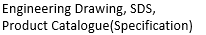 Engineering Drawing, SDS,
Product Catalogue(Specification)